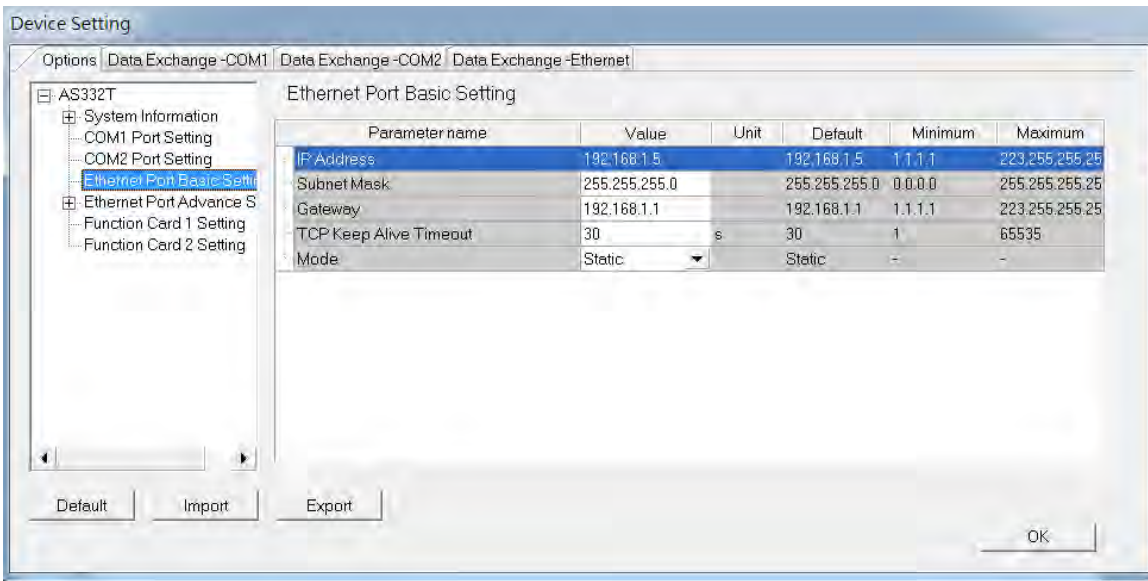 Device Setting
Options Data Exchange -COM1 Data Exchange -COM2 Data Exchange -Ethernet
AS332T
System Information
COM1 Port Setting
COM2 Port Setting
Ethernet Port Basic Settin
Ethernet Port Advance S
Function Card 1 Setting
Function Card 2 Setting
Ethernet Port Basic Setting
Parameter name Value Unit Default Minimum Maximum
IP Address 192.168.1.5 192.168.1.5 1.1.1.1 223.255.255.25
Subnet Mask 255.255.255.0 255.255.255.0 0.0.0.0 255.255.255.25
Gateway 192.168.1.1 192.168.1.1 1.1.1.1 223.255.255.25
TCP Keep Alive Timeout 30 s 30 1 65535
Mode Static Static - -
Default Import Export
OK